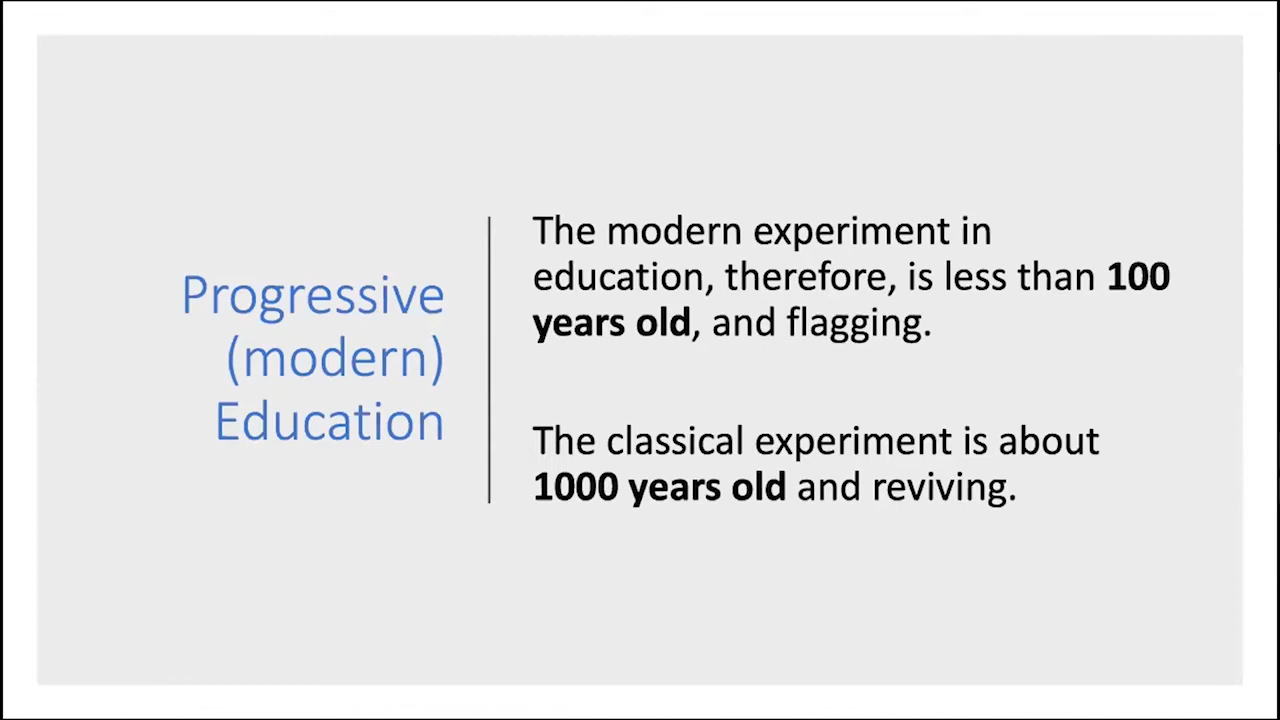 Progressive
(modern)
Education
The modern experiment in
education, therefore, is less than 100
years old, and flagging.
The classical experiment is about
1000 years old and reviving.